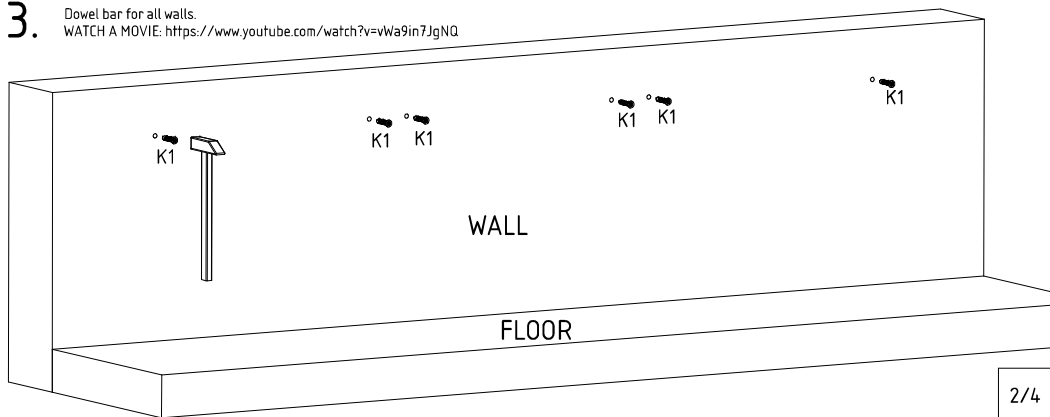 3.
Dowel bar for all walls.
WATCH A MOVIE: https://www.youtube.com/watch?v=vWa9in7JgNQ
K1
K1
K1
K1
K1
K1
WALL
FLOOR
2/4